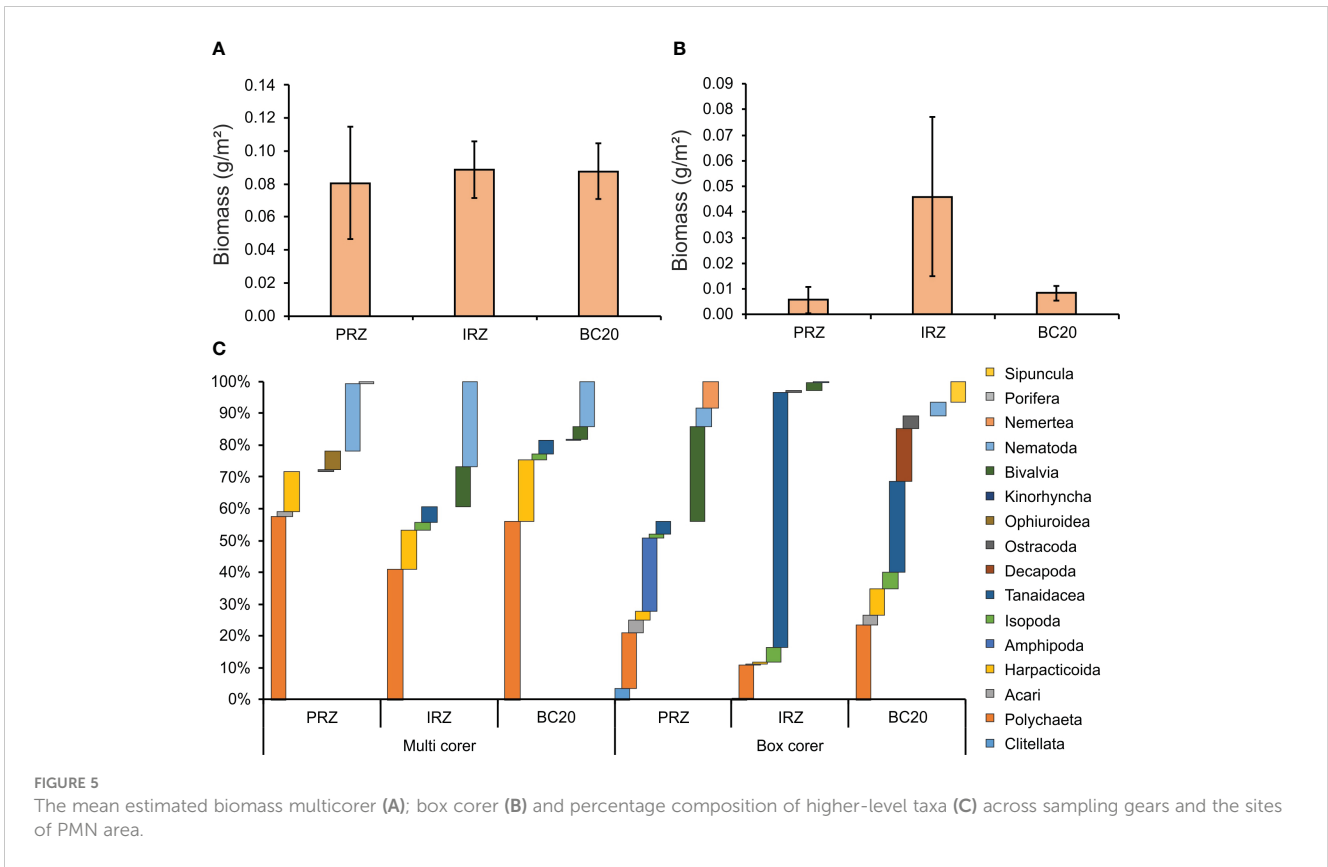 A
B
0.14
0.12
0.10
0.08
0.06
0.04
0.02
0.00
Biomass (g/m²)
PRZ IRZ BC20
0.09
0.08
0.07
0.06
0.05
0.04
0.03
0.02
0.01
0.00
Biomass (g/m²)
PRZ IRZ BC20
C
100%
90%
80%
70%
60%
50%
40%
30%
20%
10%
0%
PRZ IRZ BC20 PRZ IRZ BC20
Multi corer Box corer
Sipuncula
Porifera
Nemertea
Nematoda
Bivalvia
Kinorhyncha
Ophiuroidea
Ostracoda
Decapoda
Tanaidacea
Isopoda
Amphipoda
Harpacticoida
Acari
Polychaeta
Clitellata
FIGURE 5
The mean estimated biomass multicorer (A); box corer (B) and percentage composition of higher-level taxa (C) across sampling gears and the sites
of PMN area.